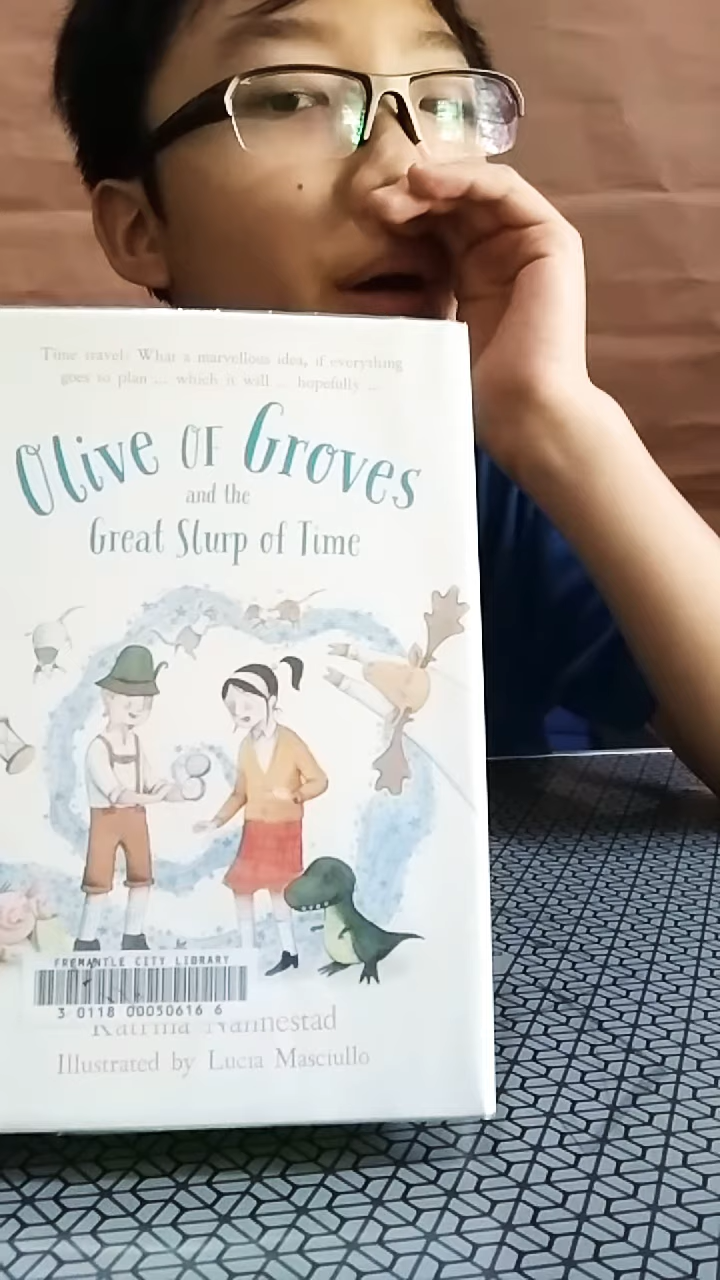 Time travel: What a marvellous idea, if everything
goes to plan ... which it will ... hopefully ...
Olive OF Groves
and the
Great Slurp of Time
FREMANTLE CITY LIBRARY
3 0118 00050616 6
Katrina Nannestad
Illustrated by Lucia Masciullo